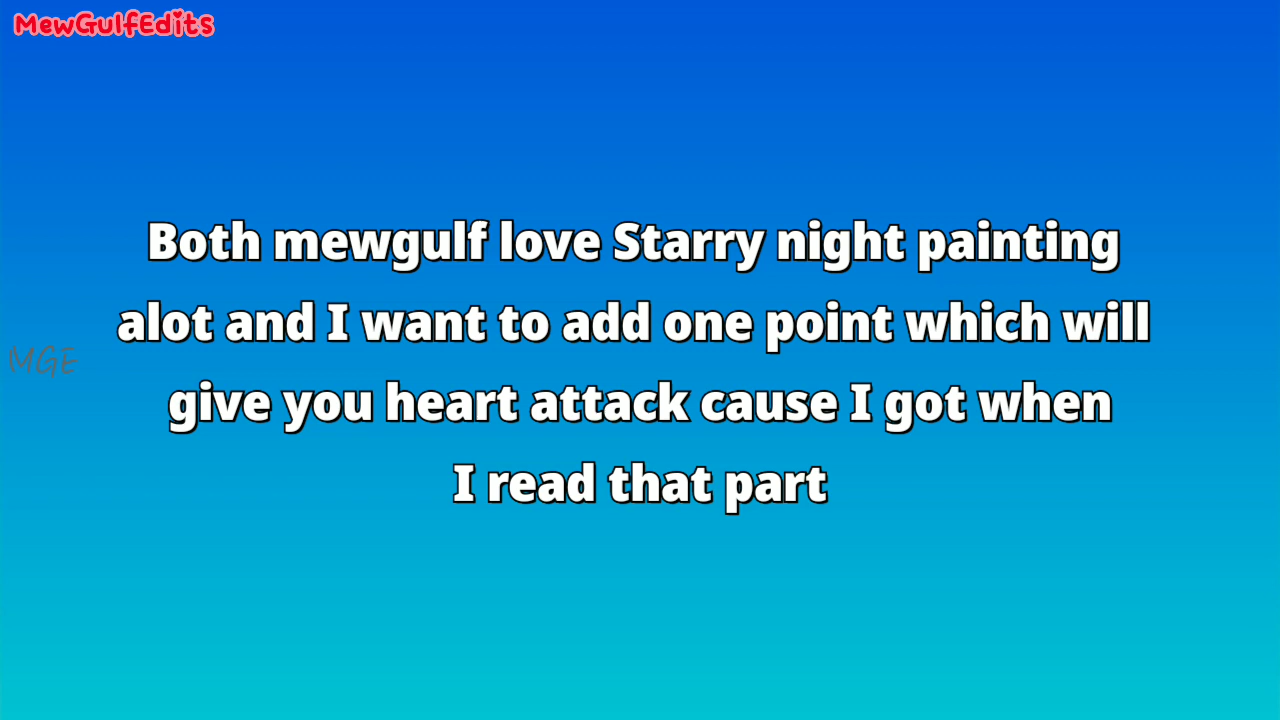 MewGulfEdits
Both mewgulf love Starry night painting
alot and I want to add one point which will
MGE
give you heart attack cause I got when
I read that part